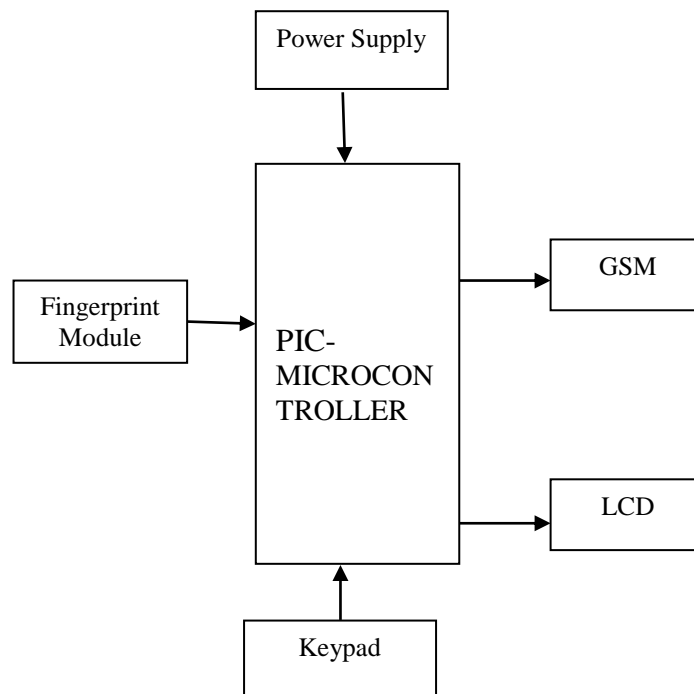 Power Supply
GSM
Fingerprint
Module
PIC-
MICROCON
TROLLER
LCD
Keypad